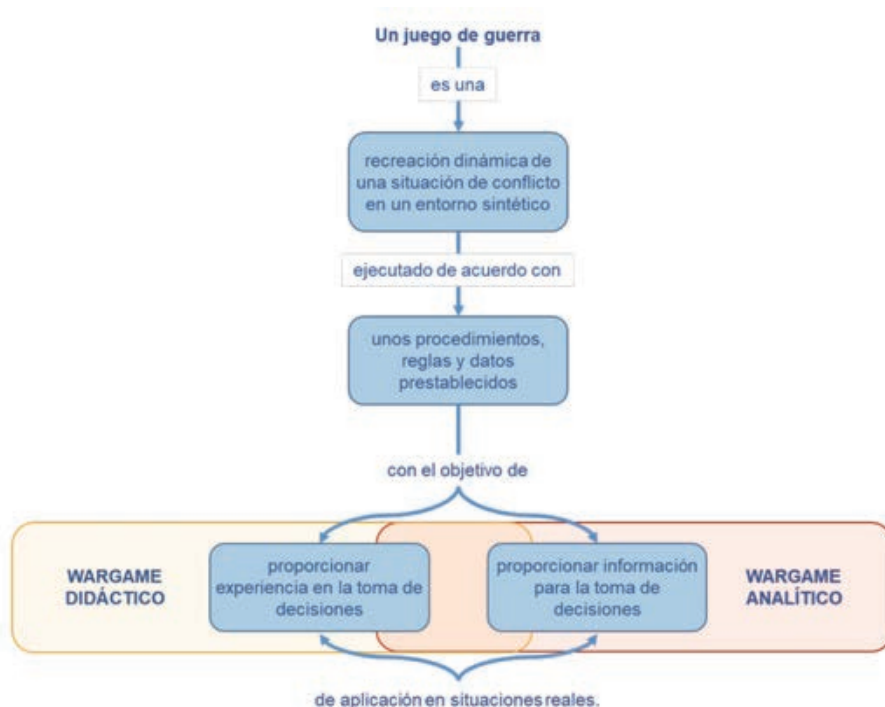 Un juego de guerra
es una
recreación dinámica de
una situación de conflicto
en un entorno sintético
ejecutado de acuerdo con
unos procedimientos,
reglas y datos
prestablecidos
con el objetivo de
WARGAME
DIDÁCTICO
proporcionar
experiencia en la toma de
decisiones
proporcionar información
para la toma de
decisiones
WARGAME
ANALÍTICO
de aplicación en situaciones reales.